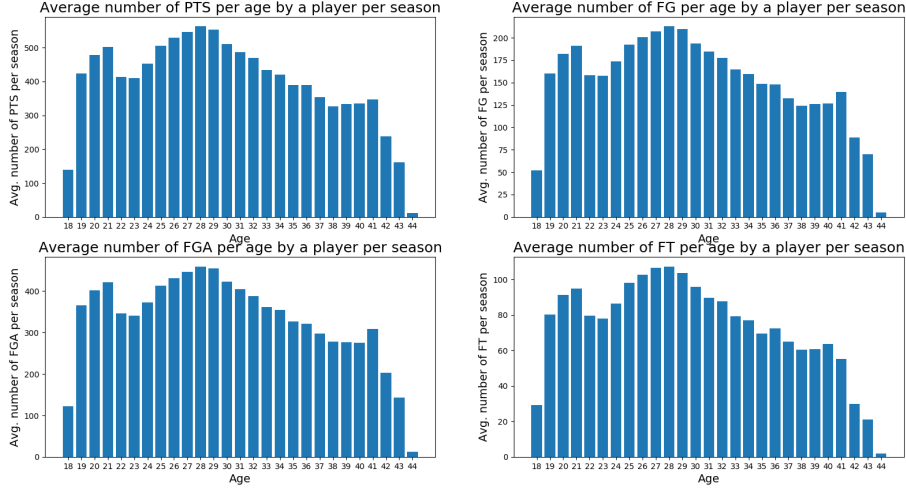 Average number of PTS per age by a player per season
Avg. number of PTS per season
500
400
300
200
100
0
18 19 20 21 22 23 24 25 26 27 28 29 30 31 32 33 34 35 36 37 38 39 40 41 42 43 44
Age
Average number of FG per age by a player per season
Avg. number of FG per season
200
175
150
125
100
75
50
25
0
18 19 20 21 22 23 24 25 26 27 28 29 30 31 32 33 34 35 36 37 38 39 40 41 42 43 44
Age
Average number of FGA per age by a player per season
Avg. number of FGA per season
400
300
200
100
0
18 19 20 21 22 23 24 25 26 27 28 29 30 31 32 33 34 35 36 37 38 39 40 41 42 43 44
Age
Average number of FT per age by a player per season
Avg. number of FT per season
100
80
60
40
20
0
18 19 20 21 22 23 24 25 26 27 28 29 30 31 32 33 34 35 36 37 38 39 40 41 42 43 44
Age